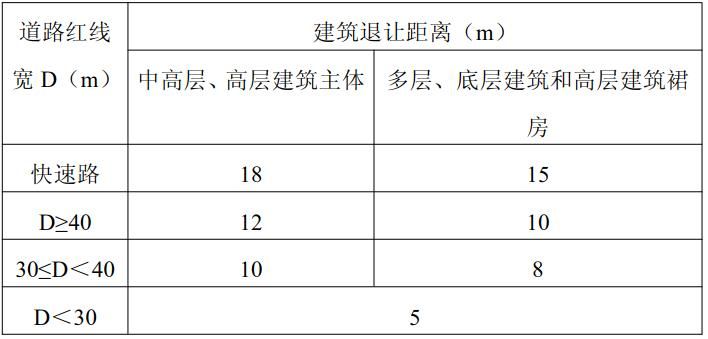 道路红线
宽 D（m）
建筑退让距离（m）
中高层、高层建筑主体
多层、底层建筑和高层建筑裙
房
快速路 18 15
D≥40 12 10
30≤D＜40 10 8
D＜30 5